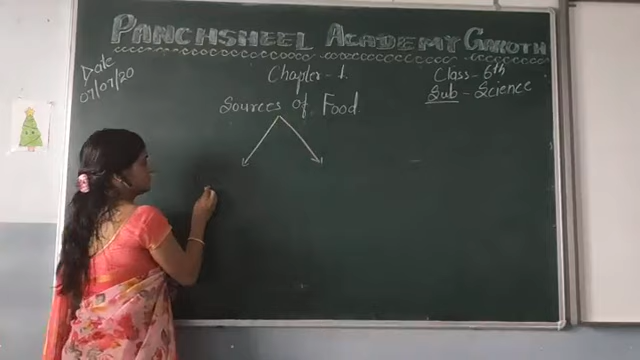 PANCHSHEEL ACADEMY GAROTH
Date
07/07/20
Chapter - 1.
Class - 6th
Sub - Science
Sources of Food.